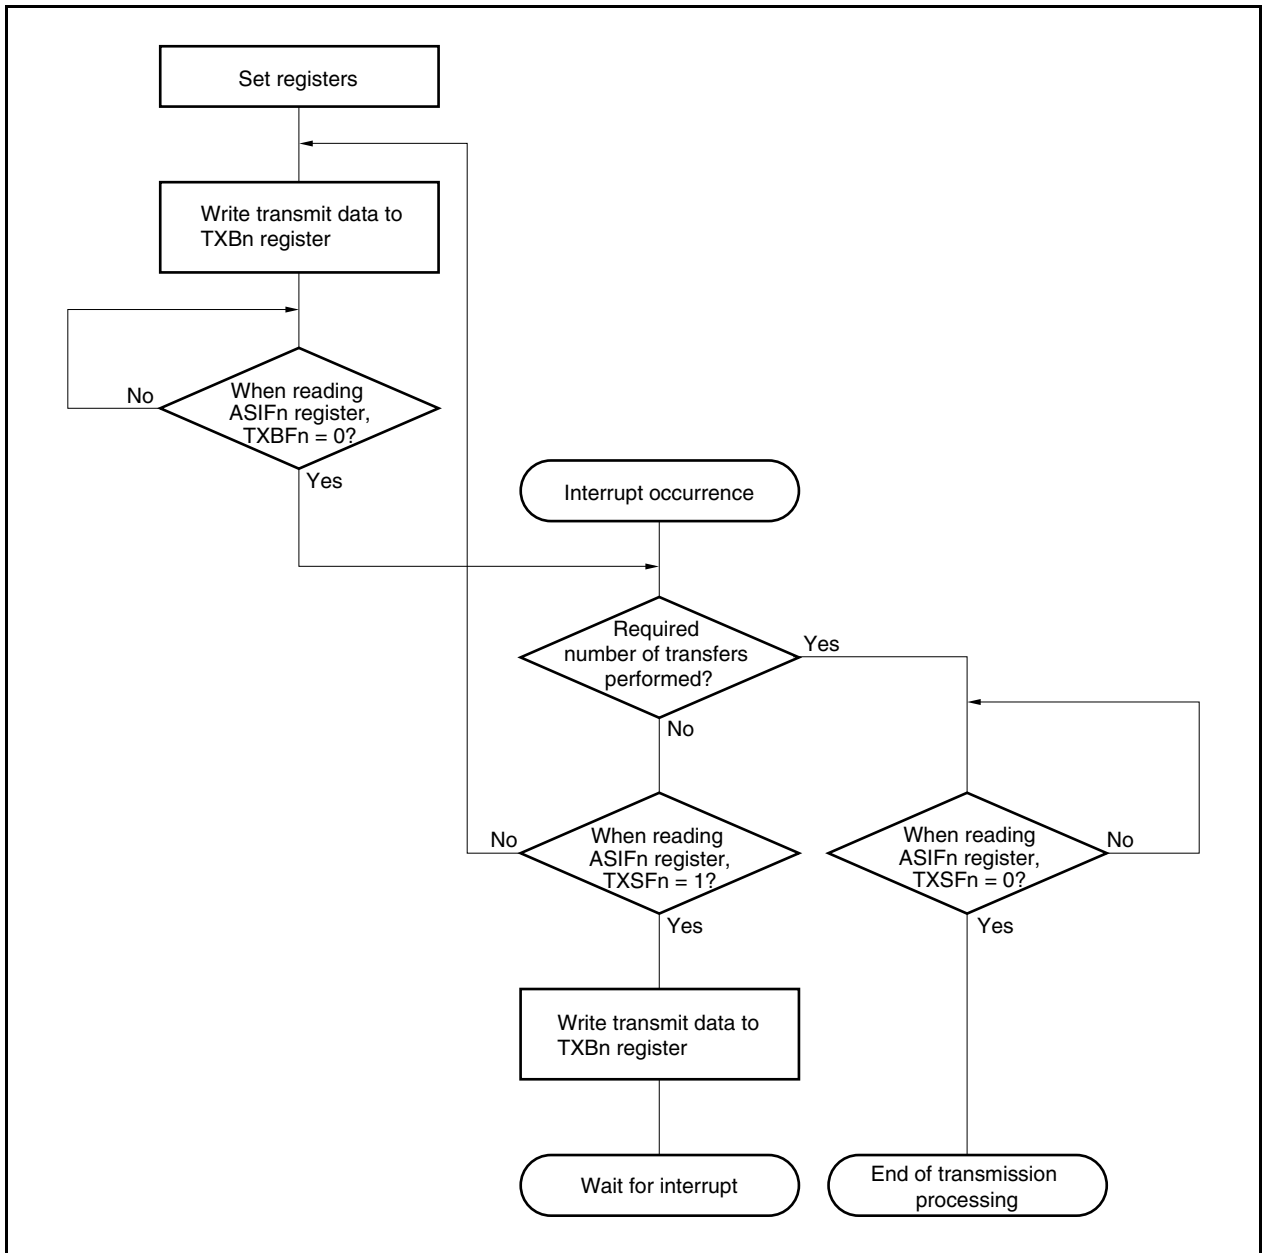 Set registers
Write transmit data to
TXBn register
No
When reading
ASIFn register,
TXBFn = 0?
Yes
Interrupt occurrence
Required
number of transfers
performed?
Yes
No
No
When reading
ASIFn register,
TXSFn = 1?
Yes
When reading
ASIFn register,
TXSFn = 0?
No
Yes
Write transmit data to
TXBn register
Wait for interrupt
End of transmission
processing